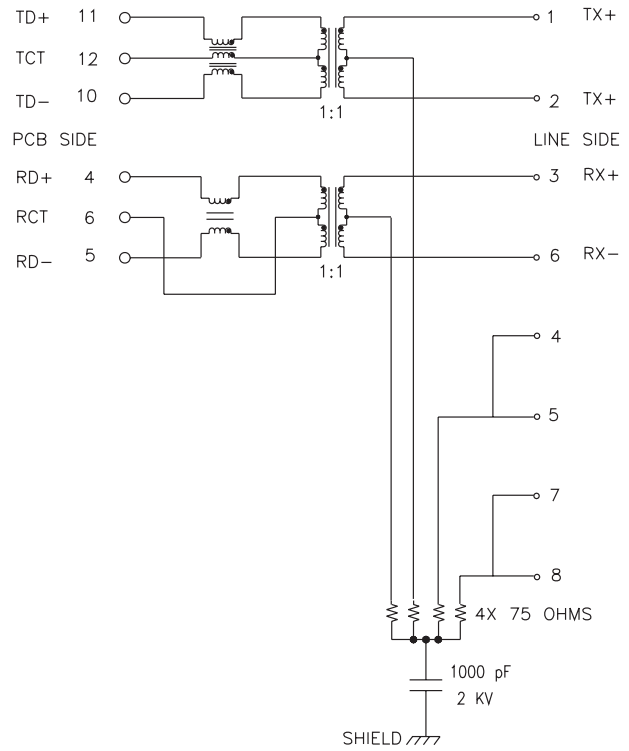 TD+ 11 1 TX+
TCT 12
TD- 10 2 TX+
1:1
PCB SIDE LINE SIDE
RD+ 4 3 RX+
RCT 6
RD- 5 6 RX-
1:1
4
5
7
8
4X 75 OHMS
1000 pF
2 KV
SHIELD